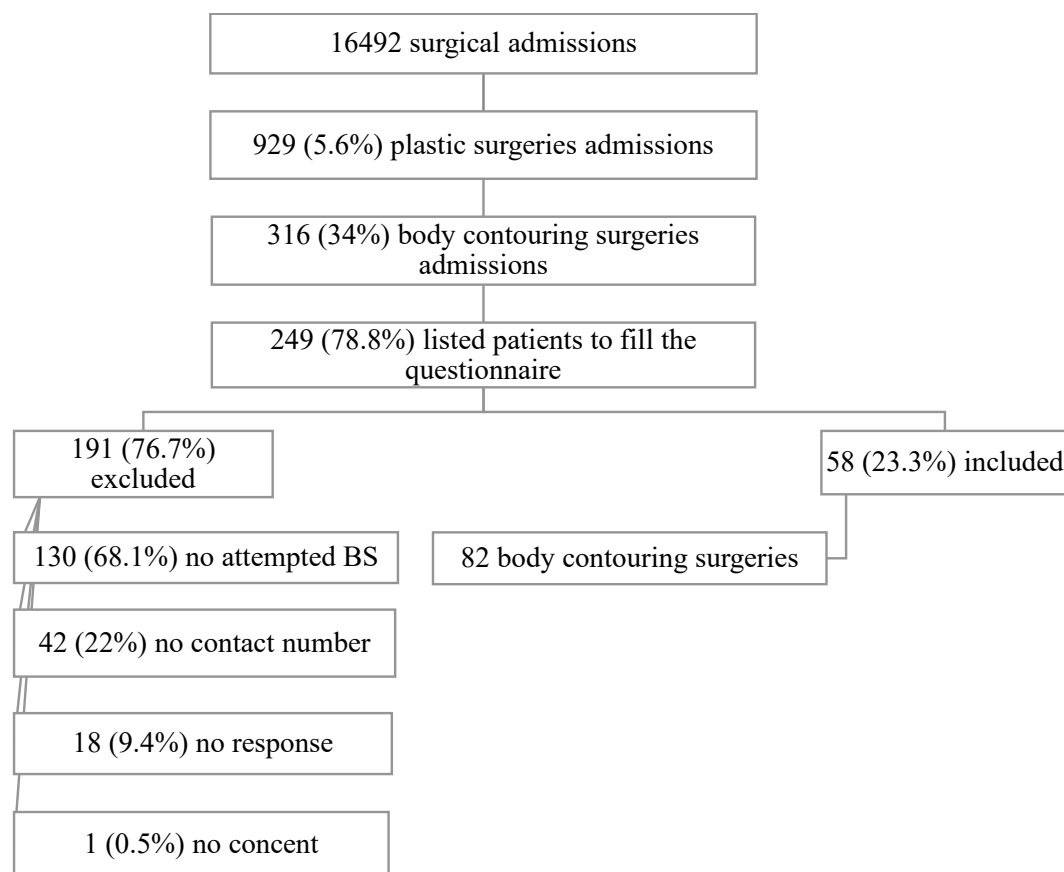 16492 surgical admissions
929 (5.6%) plastic surgeries admissions
316 (34%) body contouring surgeries
admissions
249 (78.8%) listed patients to fill the
questionnaire
191 (76.7%)
excluded
58 (23.3%) included
130 (68.1%) no attempted BS
82 body contouring surgeries
42 (22%) no contact number
18 (9.4%) no response
1 (0.5%) no concent